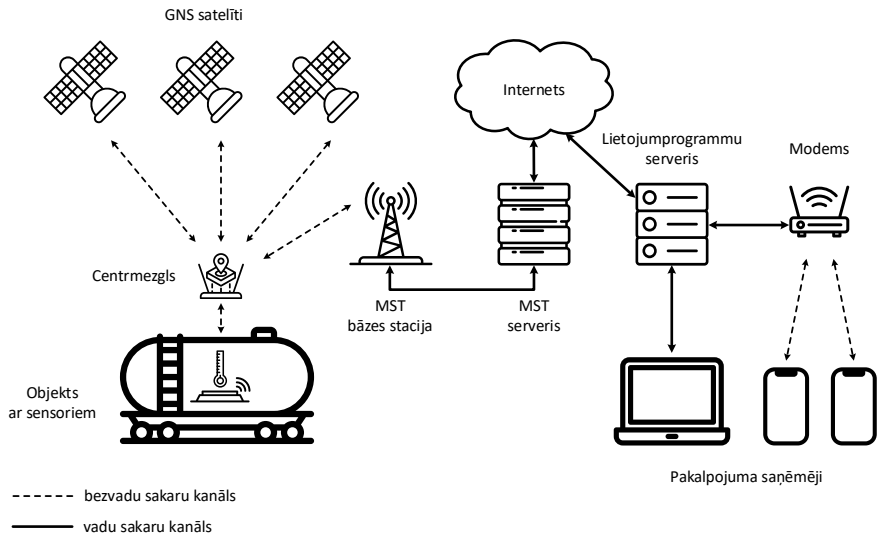 GNS satelīti
Internets
Lietojumprogrammu
serveris
Modems
Centrmezgls
MST
bāzes stacija
MST
serveris
Objekts
ar sensoriem
Pakalpojuma saņēmēji
bezvadu sakaru kanāls
vadu sakaru kanāls